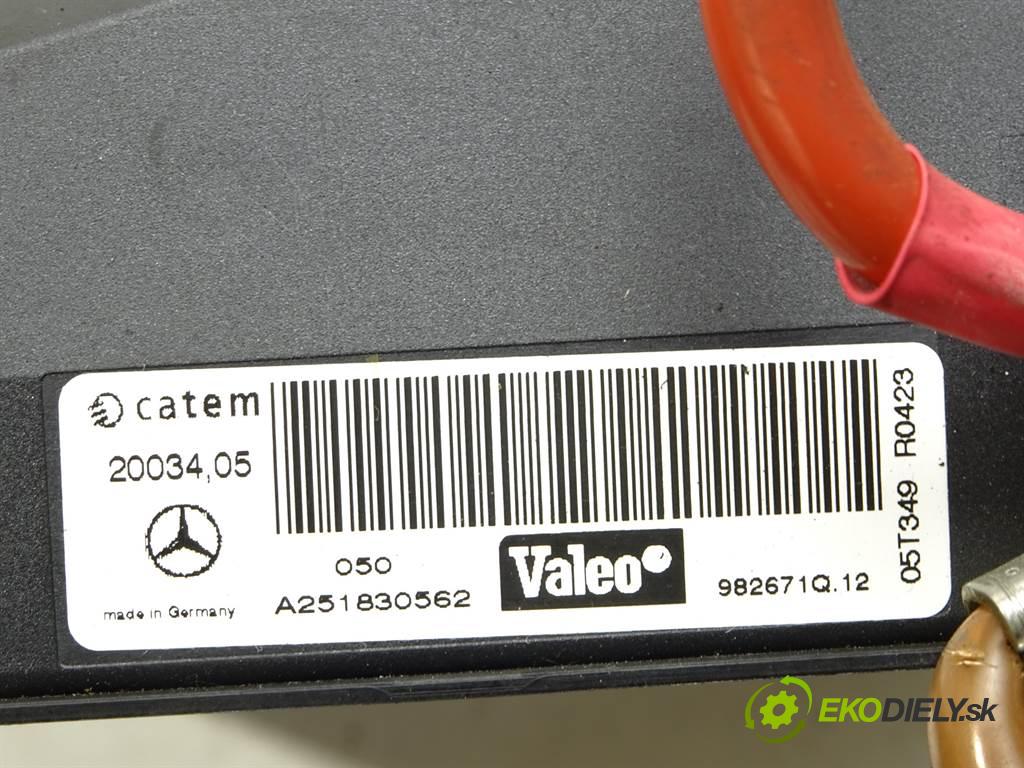 catem
20034,05
made in Germany
050
A251830562
Valeo
982671Q.12
05T349 R0423
EKODIELY.sk